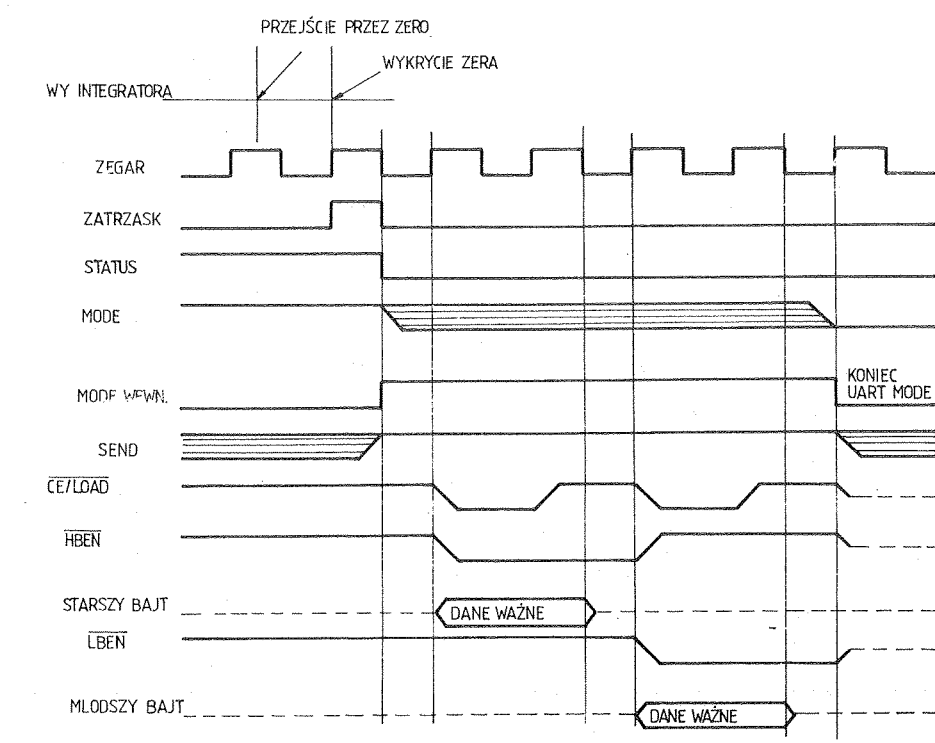 PRZEJŚCIE PRZEZ ZERO
WYKRYCIE ZERA
WY INTEGRATORA
ZEGAR
ZATRZASK
STATUS
MODE
MODE WEWN.
KONIEC
UART MODE
SEND
CE/LOAD
HBEN
STARSZY BAJT
DANE WAŻNE
LBEN
MLODSZY BAJT
DANE WAŻNE